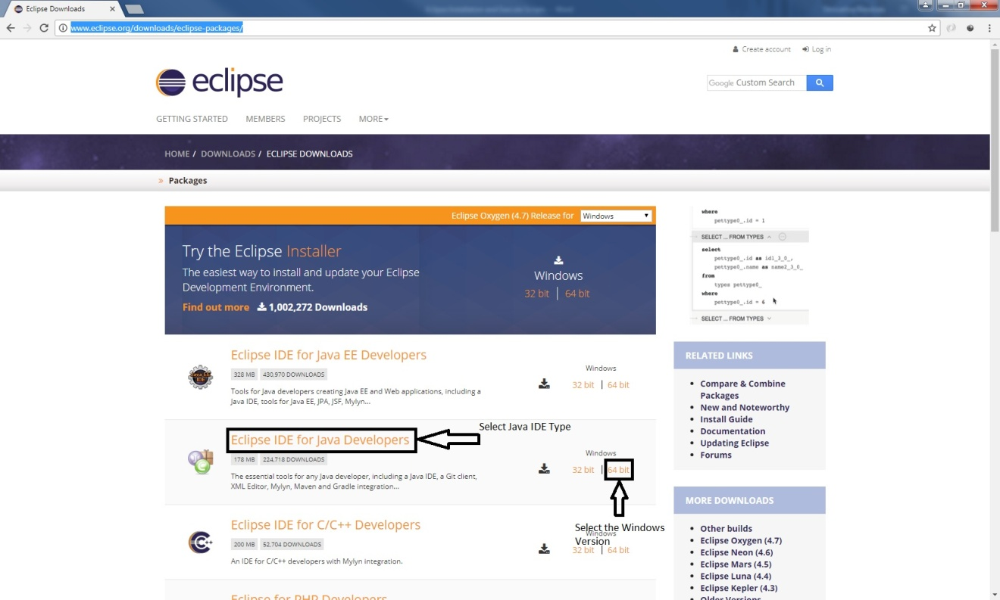 Eclipse Downloads
www.eclipse.org/downloads/eclipse-packages/
Create account Log in
eclipse
Google Custom Search
GETTING STARTED MEMBERS PROJECTS MORE
HOME / DOWNLOADS / ECLIPSE DOWNLOADS
» Packages
Eclipse Oxygen (4.7) Release for Windows
Try the Eclipse Installer
The easiest way to install and update your Eclipse
Development Environment.
Find out more 1,002,272 Downloads
Windows
32 bit | 64 bit
where
pettype0_.id = 1
SELECT ... FROM TYPES
select
pettype0_.id as id1_3_0_,
pettype0_.name as name2_3_0_
from
types pettype0_
where
pettype0_.id = 6
SELECT ... FROM TYPES
Java EE
IDE
Eclipse IDE for Java EE Developers
328 MB 430,970 DOWNLOADS
Tools for Java developers creating Java EE and Web applications, including a
Java IDE, tools for Java EE, JPA, JSF, Mylyn...
Windows
32 bit | 64 bit
Eclipse IDE for Java Developers
Select Java IDE Type
178 MB 224,718 DOWNLOADS
The essential tools for any Java developer, including a Java IDE, a Git client,
XML Editor, Mylyn, Maven and Gradle integration...
Windows
32 bit | 64 bit
Select the Windows
Version
Eclipse IDE for C/C++ Developers
200 MB 52,704 DOWNLOADS
An IDE for C/C++ developers with Mylyn integration.
Windows
32 bit | 64 bit
Eclipse for PHP Developers
RELATED LINKS
Compare & Combine
Packages
New and Noteworthy
Install Guide
Documentation
Updating Eclipse
Forums
MORE DOWNLOADS
Other builds
Eclipse Oxygen (4.7)
Eclipse Neon (4.6)
Eclipse Mars (4.5)
Eclipse Luna (4.4)
Eclipse Kepler (4.3)
Older Versions